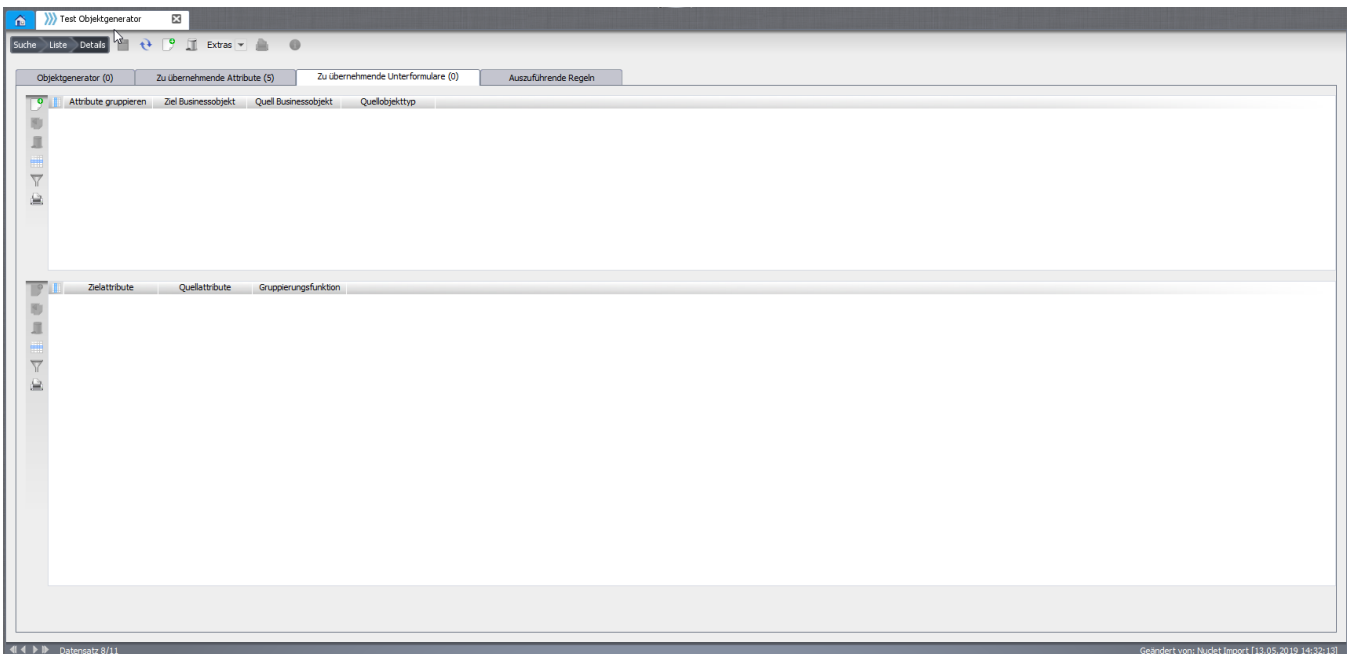 Test Objektgenerator
Suche Liste Details Extras
Objektgenerator (0) Zu übernehmende Attribute (5) Zu übernehmende Unterformulare (0) Auszuführende Regeln
Attribute gruppieren Ziel Businessobjekt Quell Businessobjekt Quellobjekttyp
Zielattribute Quellattribute Gruppierungsfunktion
Datensatz 8/11 Geändert von: Nuclet Import [13.05.2019 14:32:13]